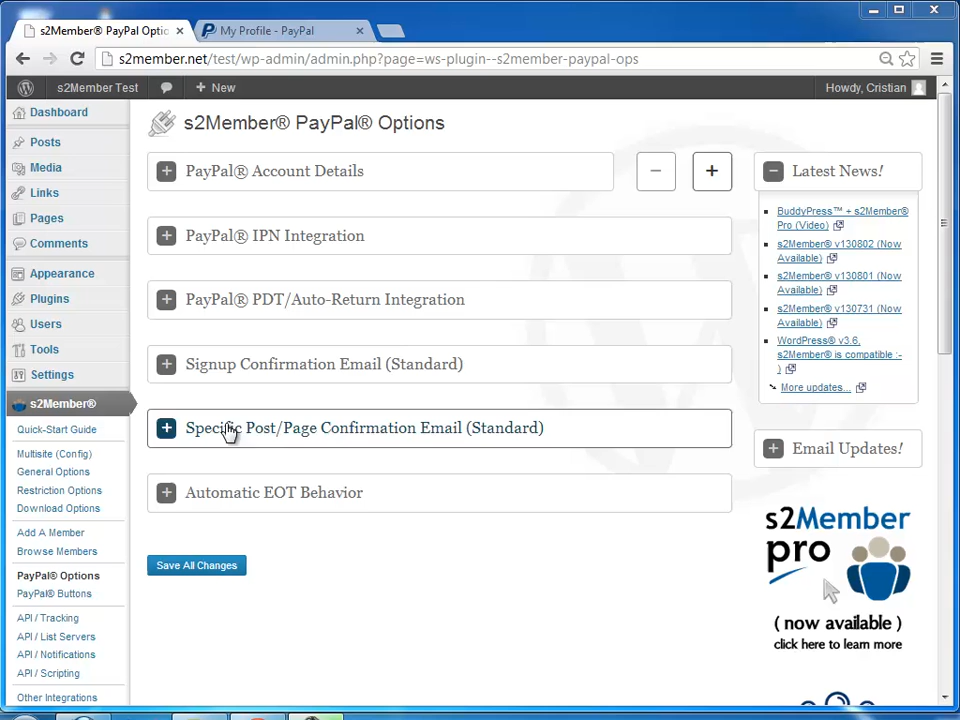 s2Member® PayPal® Optio
My Profile - PayPal
s2member.net/test/wp-admin/admin.php?page=ws-plugin--s2member-paypal-ops
s2Member Test
+ New
Howdy, Cristian
Dashboard
Posts
Media
Links
Pages
Comments
Appearance
Plugins
Users
Tools
Settings
s2Member®
Quick-Start Guide
Multisite (Config)
General Options
Restriction Options
Download Options
Add A Member
Browse Members
PayPal® Options
PayPal® Buttons
API / Tracking
API / List Servers
API / Notifications
API / Scripting
Other Integrations
s2Member® PayPal® Options
PayPal® Account Details
PayPal® IPN Integration
PayPal® PDT/Auto-Return Integration
Signup Confirmation Email (Standard)
Specific Post/Page Confirmation Email (Standard)
Automatic EOT Behavior
Save All Changes
Latest News!
BuddyPress™ + s2Member®
Pro (Video)
s2Member® v130802 (Now
Available)
s2Member® v130801 (Now
Available)
s2Member® v130731 (Now
Available)
WordPress® v3.6,
s2Member® is compatible :-
)
More updates...
Email Updates!
s2Member
pro
( now available )
click here to learn more